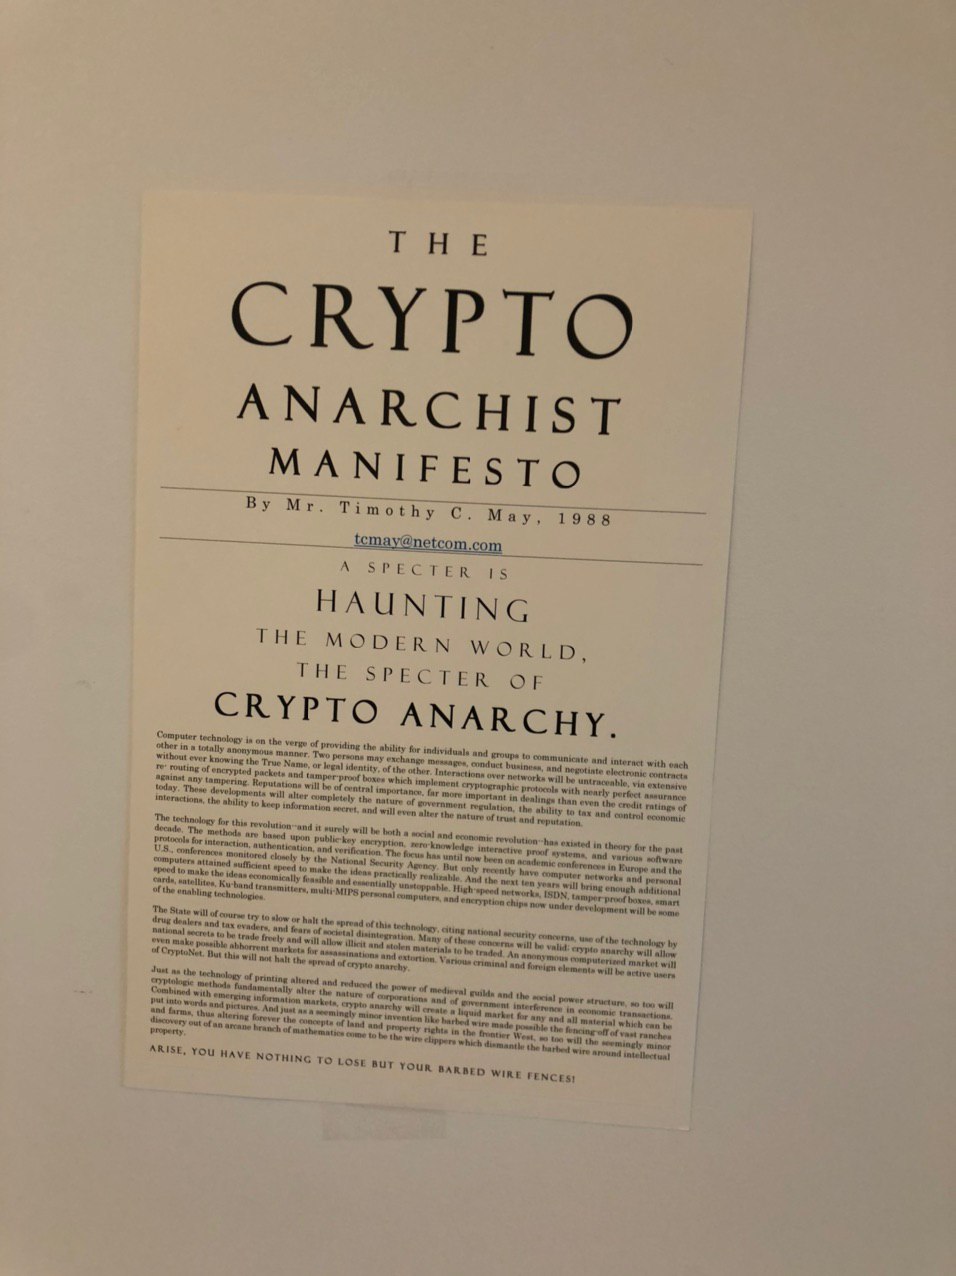 THE
CRYPTO
ANARCHIST
MANIFESTO
By Mr. Timothy C. May, 1988
tcmay@netcom.com
A SPECTER IS
HAUNTING
THE MODERN WORLD,
THE SPECTER OF
CRYPTO ANARCHY.
Computer technology is on the verge of providing the ability for individuals and groups to communicate and interact with each
other in a totally anonymous manner. Two persons may exchange messages, conduct business, and negotiate electronic contracts
without ever knowing the True Name, or legal identity, of the other. Interactions over networks will be untraceable, via extensive
re- routing of encrypted packets and tamper-proof boxes which implement cryptographic protocols with nearly perfect assurance
against any tampering. Reputations will be of central importance, far more important in dealings than even the credit ratings of
today. These developments will alter completely the nature of government regulation, the ability to tax and control economic
interactions, the ability to keep information secret, and will even alter the nature of trust and reputation.
The technology for this revolution--and it surely will be both a social and economic revolution--has existed in theory for the past
decade. The methods are based upon public-key encryption, zero-knowledge interactive proof systems, and various software
protocols for interaction, authentication, and verification. The focus has until now been on academic conferences in Europe and the
U.S., conferences monitored closely by the National Security Agency. But only recently have computer networks and personal
computers attained sufficient speed to make the ideas practically realizable. And the next ten years will bring enough additional
speed to make the ideas economically feasible and essentially unstoppable. High-speed networks, ISDN, tamper-proof boxes, smart
cards, satellites, Ku-band transmitters, multi-MIPS personal computers, and encryption chips now under development will be some
of the enabling technologies.
The State will of course try to slow or halt the spread of this technology, citing national security concerns, use of the technology by
drug dealers and tax evaders, and fears of societal disintegration. Many of these concerns will be valid; crypto anarchy will allow
national secrets to be trade freely and will allow illicit and stolen materials to be traded. An anonymous computerized market will
even make possible abhorrent markets for assassinations and extortion. Various criminal and foreign elements will be active users
of CryptoNet. But this will not halt the spread of crypto anarchy.
Just as the technology of printing altered and reduced the power of medieval guilds and the social power structure, so too will
cryptologic methods fundamentally alter the nature of corporations and of government interference in economic transactions.
Combined with emerging information markets, crypto anarchy will create a liquid market for any and all material which can be
put into words and pictures. And just as a seemingly minor invention like barbed wire made possible the fencing-off of vast ranches
and farms, thus altering forever the concepts of land and property rights in the frontier West, so too will the seemingly minor
discovery out of an arcane branch of mathematics come to be the wire clippers which dismantle the barbed wire around intellectual
property.
ARISE, YOU HAVE NOTHING TO LOSE BUT YOUR BARBED WIRE FENCES!